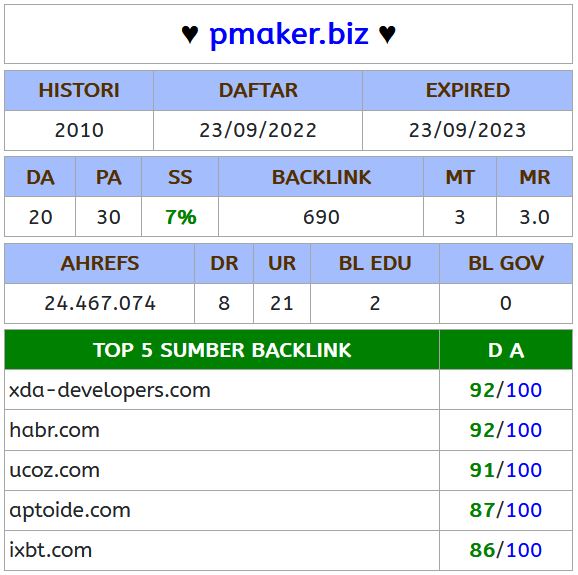 ♥ pmaker.biz ♥
HISTORI DAFTAR EXPIRED
2010 23/09/2022 23/09/2023
DA PA SS BACKLINK MT MR
20 30 7% 690 3 3.0
AHREFS DR UR BL EDU BL GOV
24.467.074 8 21 2 0
TOP 5 SUMBER BACKLINK D A
xda-developers.com 92/100
habr.com 92/100
ucoz.com 91/100
aptoide.com 87/100
ixbt.com 86/100